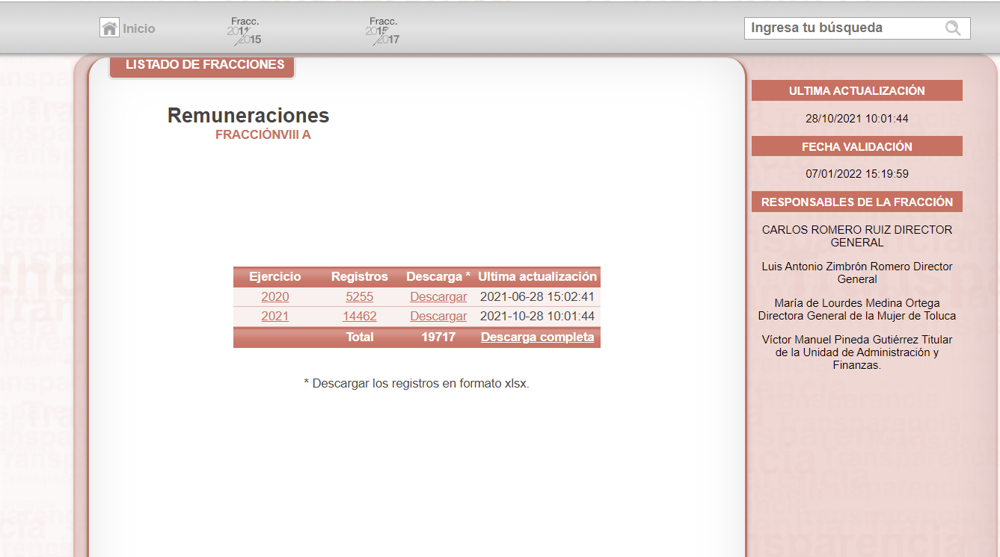 Inicio
Fracc.
2011
2015
Fracc.
2015
2017
Ingresa tu búsqueda
LISTADO DE FRACCIONES
Remuneraciones
FRACCIÓNVIII A
Ejercicio Registros Descarga * Ultima actualización
2020 5255 Descargar 2021-06-28 15:02:41
2021 14462 Descargar 2021-10-28 10:01:44
Total 19717 Descarga completa
* Descargar los registros en formato xlsx.
ULTIMA ACTUALIZACIÓN
28/10/2021 10:01:44
FECHA VALIDACIÓN
07/01/2022 15:19:59
RESPONSABLES DE LA FRACCIÓN
CARLOS ROMERO RUIZ DIRECTOR
GENERAL
Luis Antonio Zimbrón Romero Director
General
María de Lourdes Medina Ortega
Directora General de la Mujer de Toluca
Víctor Manuel Pineda Gutiérrez Titular
de la Unidad de Administración y
Finanzas.